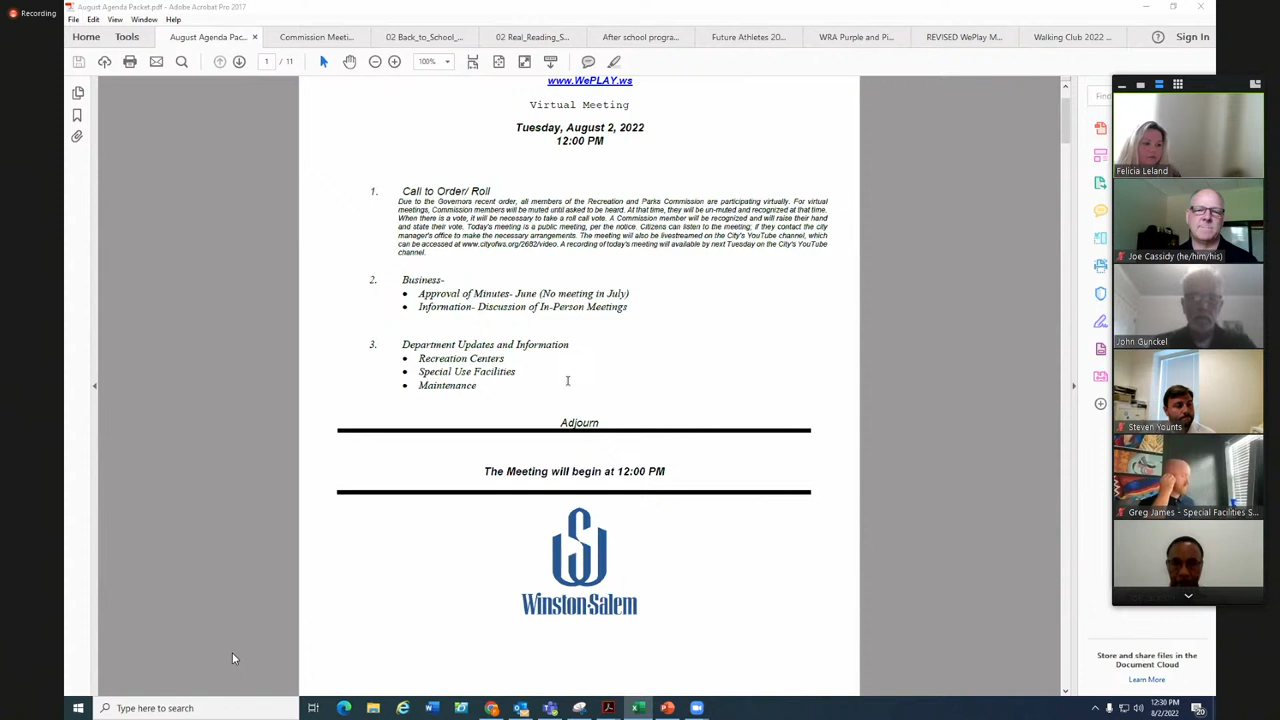 Recording
August Agenda Packet.pdf - Adobe Acrobat Pro 2017
File Edit View Window Help
Home Tools August Agenda Pac... × Commission Meeti... 02 Back_to_School_... 02 Real_Reading_S... After school progra... Future Athletes 20... WRA Purple and Pi... REVISED WePlay M... Walking Club 2022 ... Sign In
1 / 11 100%
www.WePLAY.ws
Virtual Meeting
Tuesday, August 2, 2022
12:00 PM
1. Call to Order/ Roll
Due to the Governors recent order, all members of the Recreation and Parks Commission are participating virtually. For virtual
meetings, Commission members will be muted until asked to be heard. At that time, they will be un-muted and recognized at that time.
When there is a vote, it will be necessary to take a roll call vote. A Commission member will be recognized and will raise their hand
and state their vote. Today's meeting is a public meeting, per the notice. Citizens can listen to the meeting; if they contact the city
manager's office to make the necessary arrangements. The meeting will also be livestreamed on the City's YouTube channel, which
can be accessed at www.cityofws.org/2682/video. A recording of today's meeting will available by next Tuesday on the City's YouTube
channel.
2. Business-
• Approval of Minutes- June (No meeting in July)
• Information- Discussion of In-Person Meetings
3. Department Updates and Information
• Recreation Centers
• Special Use Facilities
• Maintenance
Adjourn
The Meeting will begin at 12:00 PM
Winston-Salem
Find
Felicia Leland
Joe Cassidy (he/him/his)
John Gunckel
Steven Younts
Greg James - Special Facilities S...
Store and share files in the
Document Cloud
Learn More
Type here to search
12:30 PM
8/2/2022
20